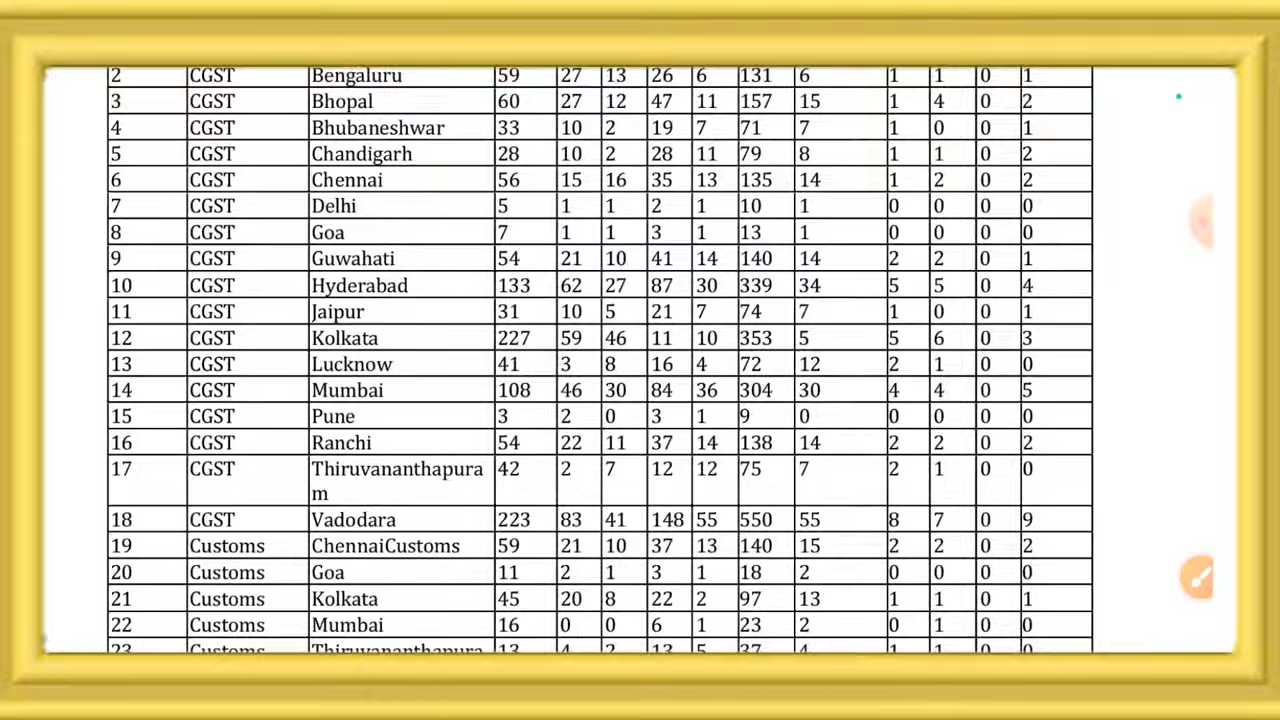 2 CGST Bengaluru 59 27 13 26 6 131 6 1 1 0 1
3 CGST Bhopal 60 27 12 47 11 157 15 1 4 0 2
4 CGST Bhubaneshwar 33 10 2 19 7 71 7 1 0 0 1
5 CGST Chandigarh 28 10 2 28 11 79 8 1 1 0 2
6 CGST Chennai 56 15 16 35 13 135 14 1 2 0 2
7 CGST Delhi 5 1 1 2 1 10 1 0 0 0 0
8 CGST Goa 7 1 1 3 1 13 1 0 0 0 0
9 CGST Guwahati 54 21 10 41 14 140 14 2 2 0 1
10 CGST Hyderabad 133 62 27 87 30 339 34 5 5 0 4
11 CGST Jaipur 31 10 5 21 7 74 7 1 0 0 1
12 CGST Kolkata 227 59 46 11 10 353 5 5 6 0 3
13 CGST Lucknow 41 3 8 16 4 72 12 2 1 0 0
14 CGST Mumbai 108 46 30 84 36 304 30 4 4 0 5
15 CGST Pune 3 2 0 3 1 9 0 0 0 0 0
16 CGST Ranchi 54 22 11 37 14 138 14 2 2 0 2
17 CGST Thiruvananthapura 42 2 7 12 12 75 7 2 1 0 0
m
18 CGST Vadodara 223 83 41 148 55 550 55 8 7 0 9
19 Customs ChennaiCustoms 59 21 10 37 13 140 15 2 2 0 2
20 Customs Goa 11 2 1 3 1 18 2 0 0 0 0
21 Customs Kolkata 45 20 8 22 2 97 13 1 1 0 1
22 Customs Mumbai 16 0 0 6 1 23 2 0 1 0 0
23 Customs Thiruvananthapura 13 4 2 13 5 37 4 1 1 0 0